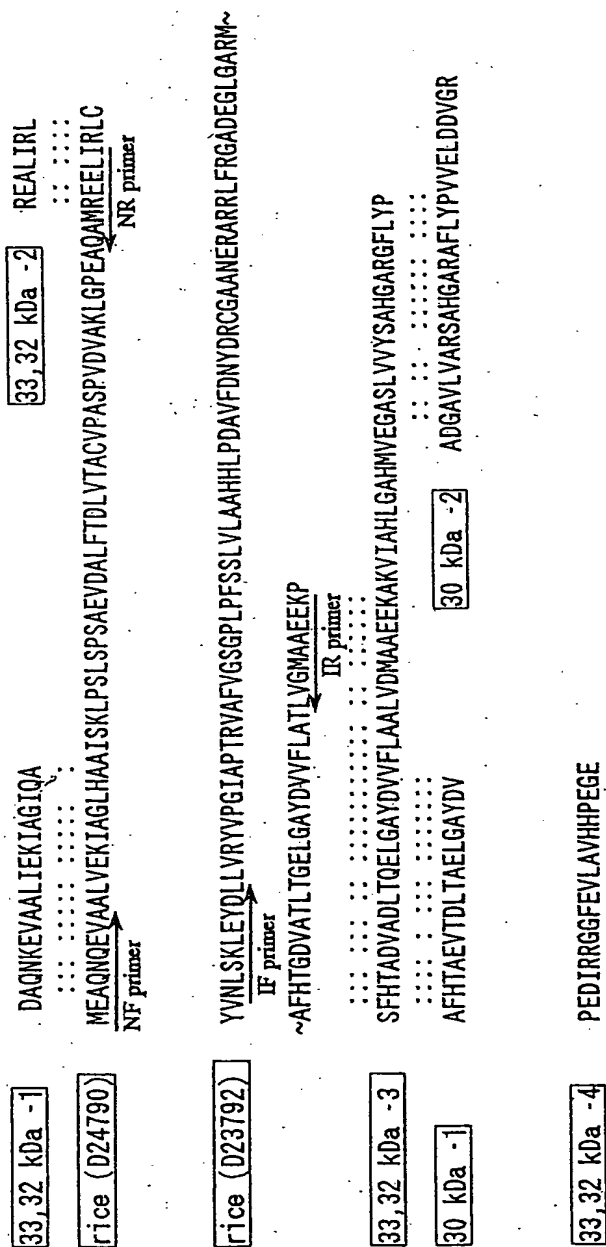 33,32 kDa -2 REALIRL
33,32 kDa -1 DAQNKEVAALIEKIAGIQA
::: :::::: ::::: . :: ::::
rice (D24790) MEAQNQEVAALVEKIAGLHAAISKLPSLSPSAEVDALFTDLVTACVPASPVDVAKLGPEAQAMREELIRLC
NF primer NR primer
rice (D23792) YVNLSKLEYDLLVRYVPGIAPTRVAFVGSGPLPFSSLVLAAHHLPDAVFDNYDRCGAANERARRLFRGADEGLGARM~
IF primer
~AFHTGDVATLTGELGAYDVVFLATLVGMAAEEKP
IR primer
33,32 kDa -3 SFHTADVADLTQELGAYDVVFLAALVDMAAEEKAKVIAHLGAHMVEGASLVVYSAHGARGFLYP
30 kDa -1 AFHTAEVTDLTAELGAYDV
30 kDa -2 ADGAVLVARSAHGARAFLYPVVELDDVGR
33,32 kDa -4 PEDIRRGGFEVLAVHHPEGE